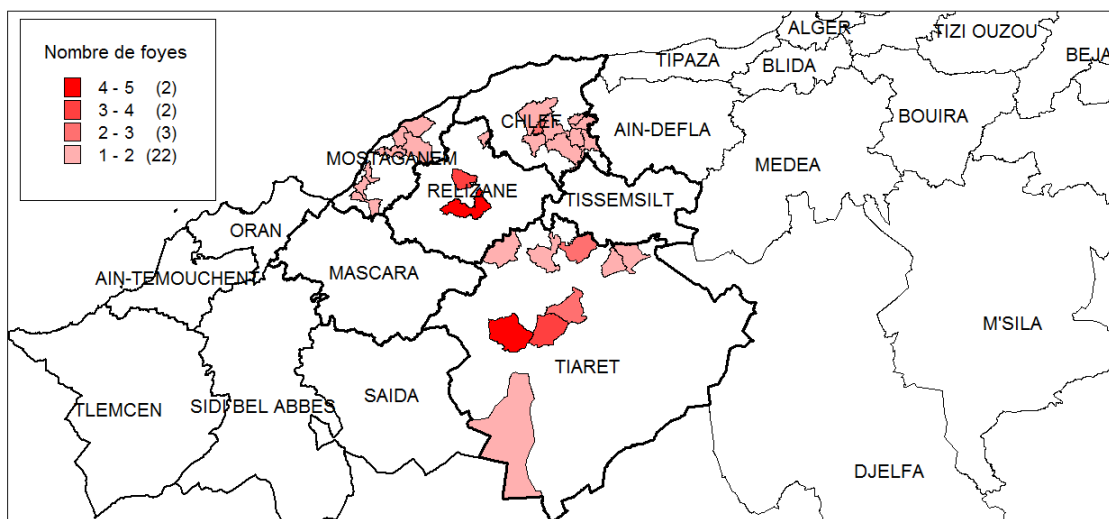 Nombre de foyes
4 - 5 (2)
3 - 4 (2)
2 - 3 (3)
1 - 2 (22)
ALGER
TIZI OUZOU
TIPAZA
BLIDA
BEJA
CHLEF
AIN-DEFLA
BOUIRA
MOSTAGANEM
MEDEA
RELIZANE
TISSEMSILT
ORAN
AIN-TEMOUCHENT
MASCARA
M'SILA
TIARET
TLEMCEN
SIDI BEL ABBES
SAIDA
DJELFA